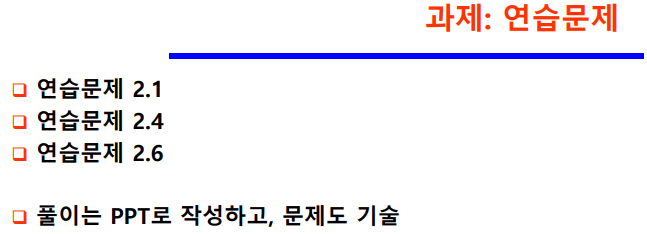 과제: 연습문제
연습문제 2.1
연습문제 2.4
연습문제 2.6
풀이는 PPT로 작성하고, 문제도 기술